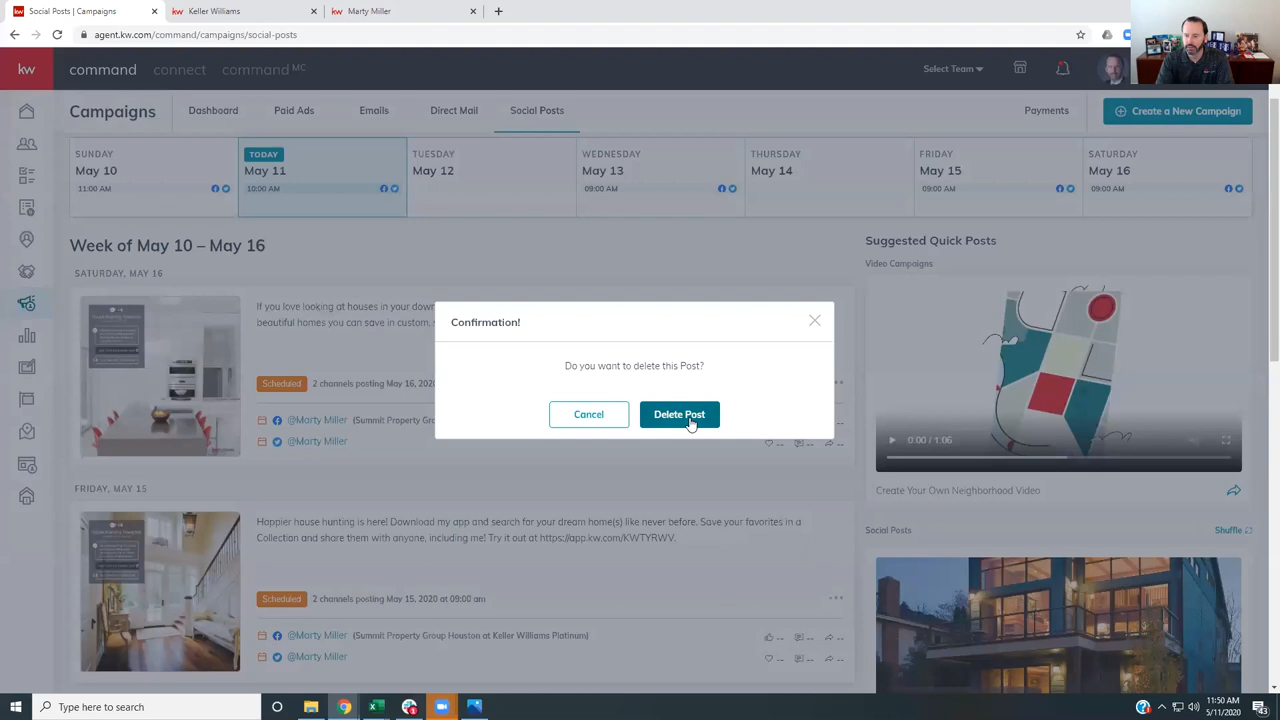 Social Posts | Campaigns
Keller Williams
Marty Miller
agent.kw.com/command/campaigns/social-posts
kw
command
connect
command MC
Select Team
Campaigns
Dashboard
Paid Ads
Emails
Direct Mail
Social Posts
Payments
Create a New Campaign
SUNDAY
May 10
11:00 AM
TODAY
May 11
10:00 AM
TUESDAY
May 12
WEDNESDAY
May 13
09:00 AM
THURSDAY
May 14
FRIDAY
May 15
09:00 AM
SATURDAY
May 16
09:00 AM
Week of May 10 – May 16
SATURDAY, MAY 16
If you love looking at houses in your down
beautiful homes you can save in custom,
Scheduled
2 channels posting May 16, 2020
@Marty Miller (Summit Property Gro
@Marty Miller
Confirmation!
Do you want to delete this Post?
Cancel
Delete Post
FRIDAY, MAY 15
Happier house hunting is here! Download my app and search for your dream home(s) like never before. Save your favorites in a
Collection and share them with anyone, including me! Try it out at https://app.kw.com/KWTYRWV.
Scheduled
2 channels posting May 15, 2020 at 09:00 am
@Marty Miller (Summit Property Group Houston at Keller Williams Platinum)
@Marty Miller
Suggested Quick Posts
Video Campaigns
0:00 / 1:06
Create Your Own Neighborhood Video
Social Posts
Shuffle
Type here to search
11:50 AM
5/11/2020
43